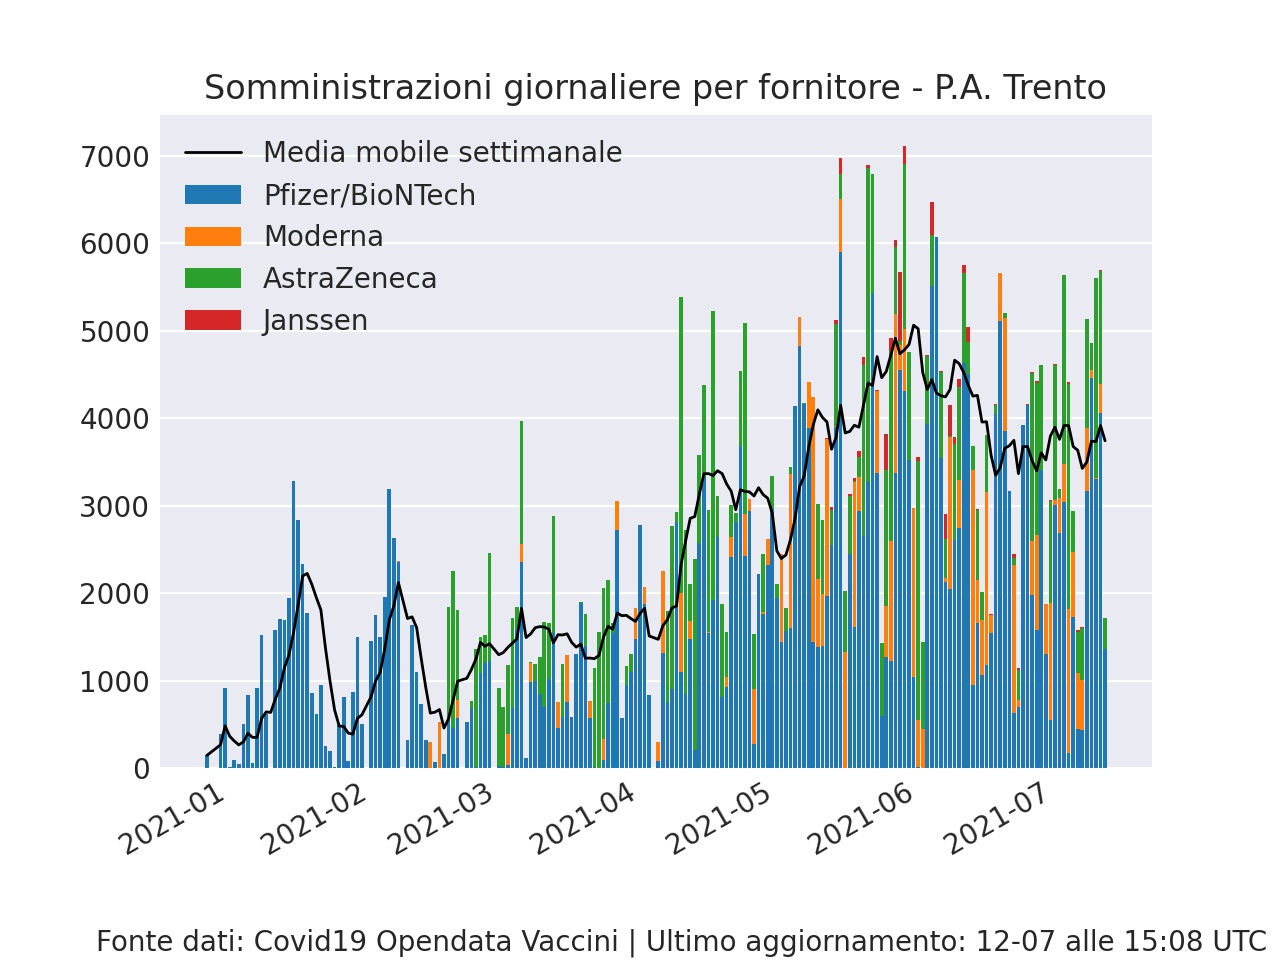 Somministrazioni giornaliere per fornitore - P.A. Trento
Media mobile settimanale
Pfizer/BioNTech
Moderna
AstraZeneca
Janssen
7000
6000
5000
4000
3000
2000
1000
0
2021-01
2021-02
2021-03
2021-04
2021-05
2021-06
2021-07
Fonte dati: Covid19 Opendata Vaccini | Ultimo aggiornamento: 12-07 alle 15:08 UTC